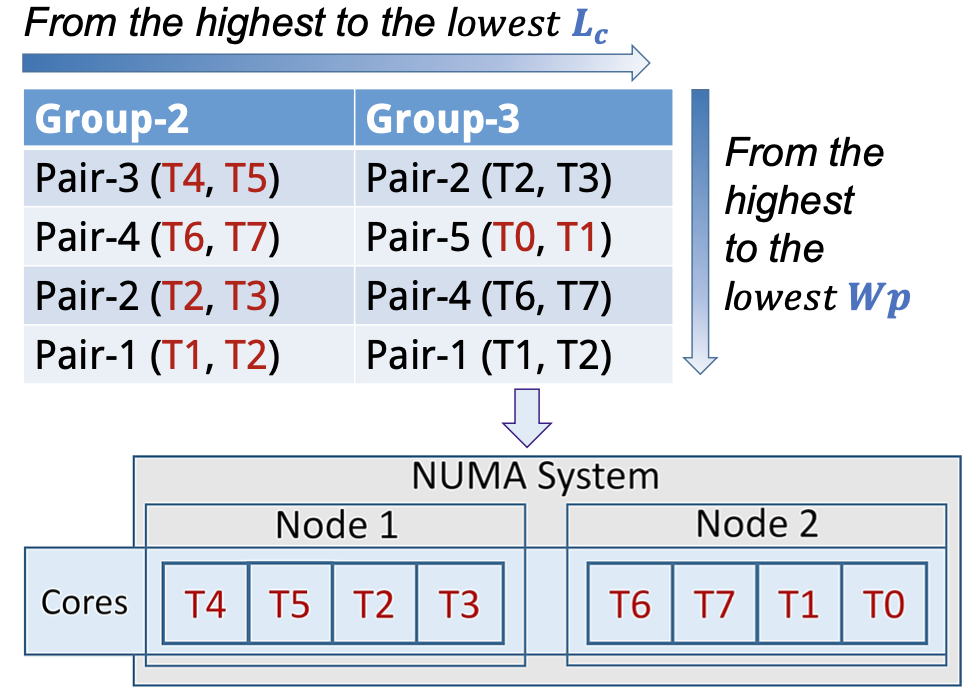 From the highest to the lowest Lc
Group-2 Group-3
Pair-3 (T4, T5) Pair-2 (T2, T3)
Pair-4 (T6, T7) Pair-5 (T0, T1)
Pair-2 (T2, T3) Pair-4 (T6, T7)
Pair-1 (T1, T2) Pair-1 (T1, T2)
From the
highest
to the
lowest Wp
NUMA System
Node 1 Node 2
Cores T4 T5 T2 T3 T6 T7 T1 T0